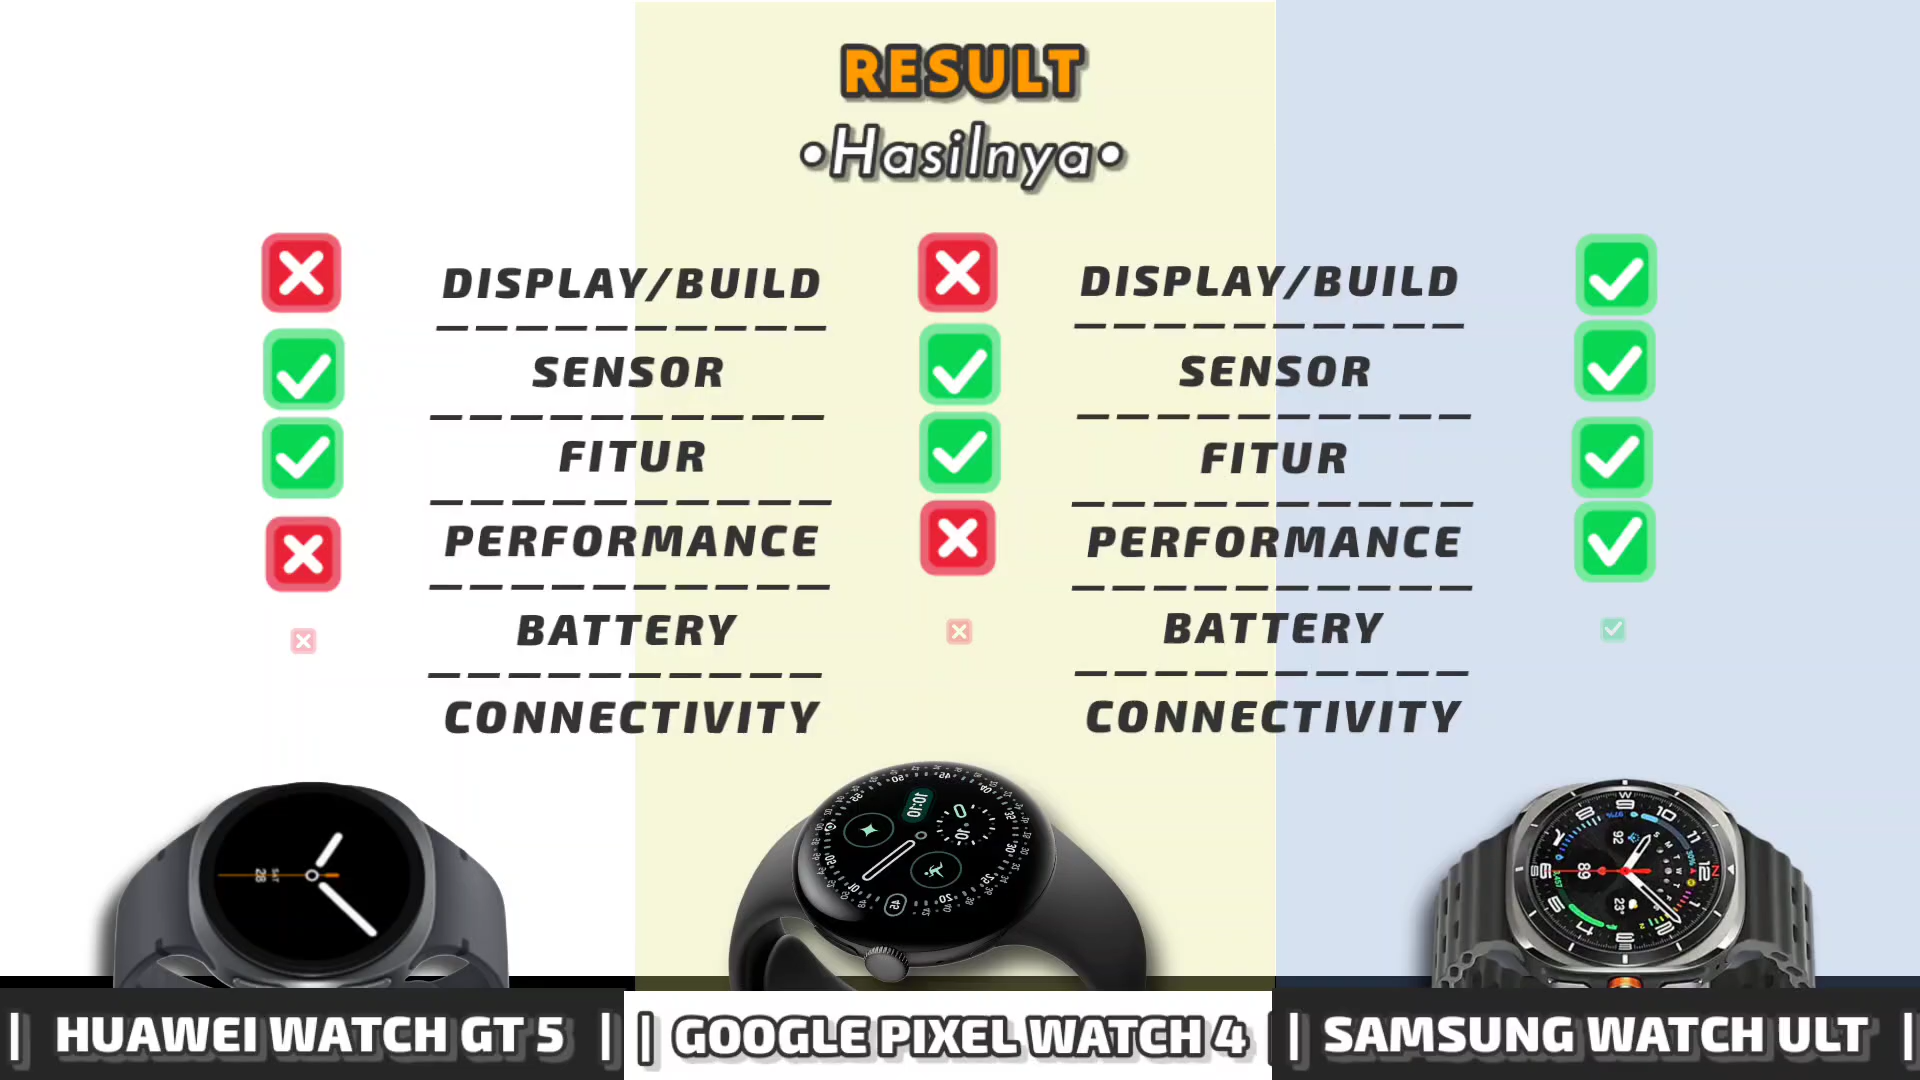 RESULT
•Hasilnya•
DISPLAY/BUILD
DISPLAY/BUILD
SENSOR
SENSOR
FITUR
FITUR
PERFORMANCE
PERFORMANCE
BATTERY
BATTERY
CONNECTIVITY
CONNECTIVITY
| HUAWEI WATCH GT 5 |
| GOOGLE PIXEL WATCH 4
| SAMSUNG WATCH ULT |